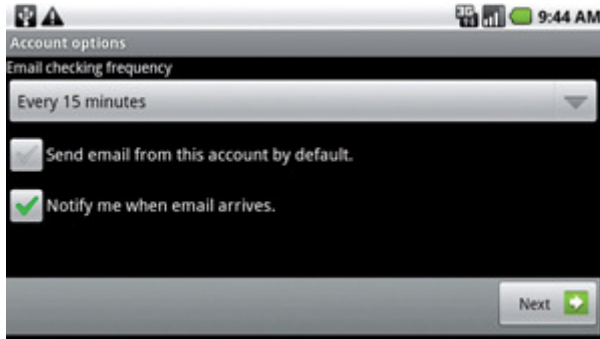 3G
9:44 AM
Account options
Email checking frequency
Every 15 minutes
Send email from this account by default.
Notify me when email arrives.
Next